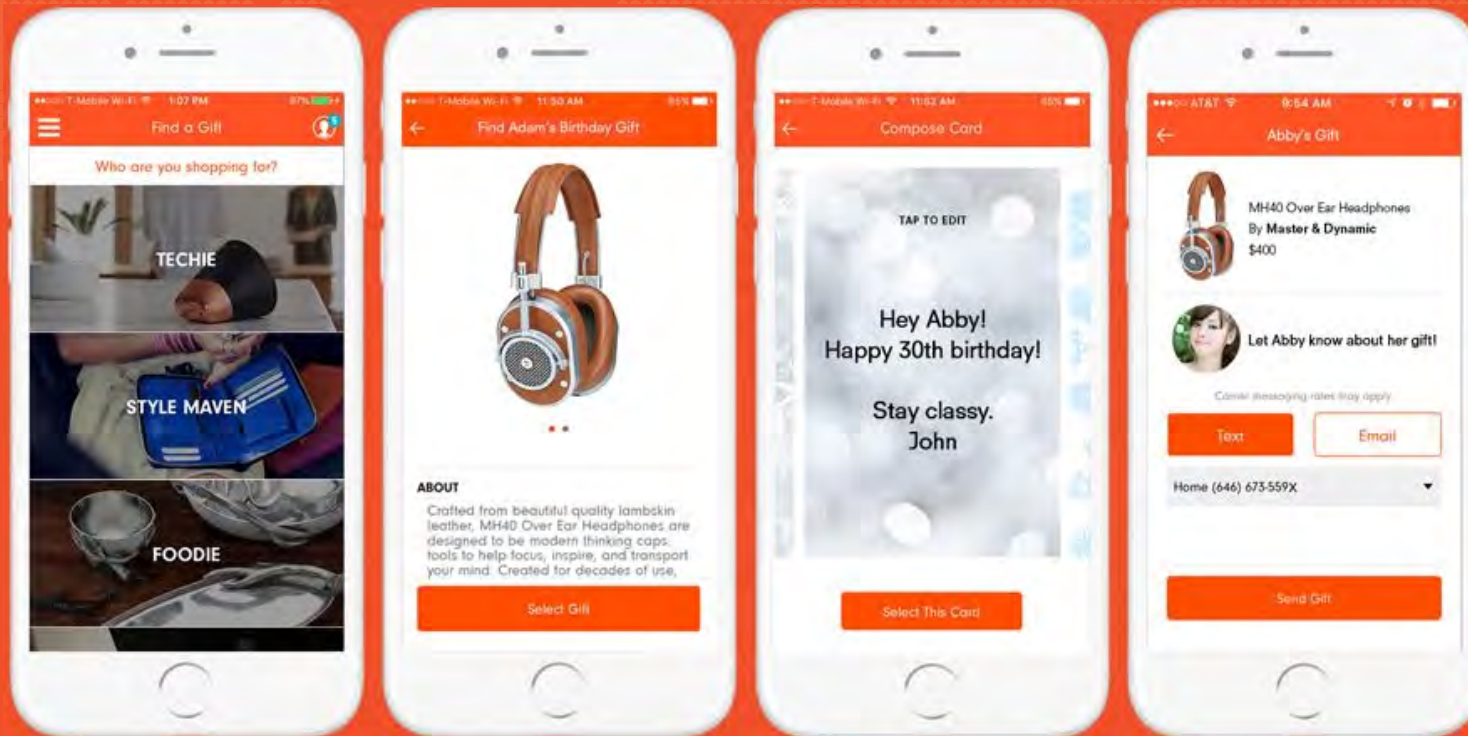 T-Mobile Wi-Fi 1:07 PM 87%
Find a Gift
5
Who are you shopping for?
TECHIE
STYLE MAVEN
FOODIE
T-Mobile Wi-Fi 11:50 AM
Find Adam's Birthday Gift
ABOUT
Crafted from beautiful quality lambskin
leather, MH40 Over Ear Headphones are
designed to be modern thinking caps:
tools to help focus, inspire, and transport
your mind. Created for decades of use,
Select Gift
T-Mobile Wi-Fi 11:52 AM
Compose Card
TAP TO EDIT
Hey Abby!
Happy 30th birthday!
Stay classy.
John
Select This Card
AT&T 9:54 AM
Abby's Gift
MH40 Over Ear Headphones
By Master & Dynamic
$400
Let Abby know about her gift!
Carrier messaging rates may apply
Text
Email
Home (646) 673-559X
Send Gift